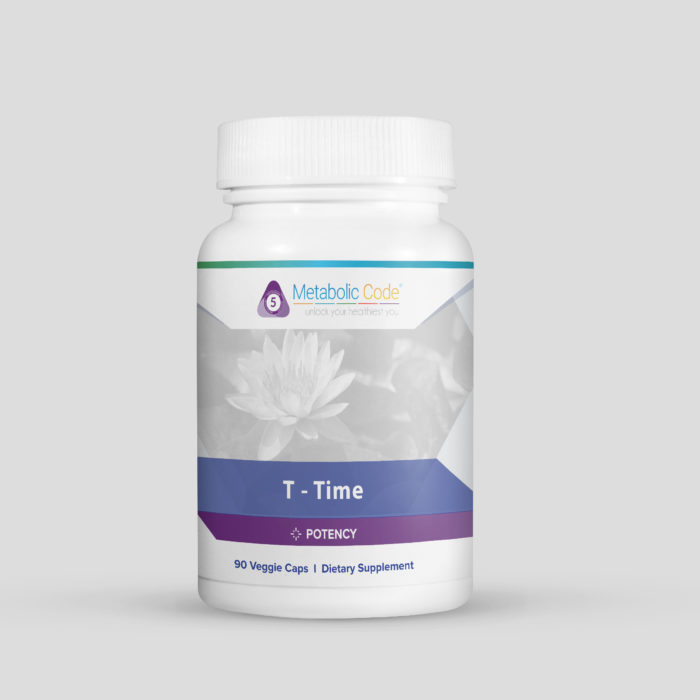 5
Metabolic Code®
unlock your healthiest you
T - Time
POTENCY
90 Veggie Caps | Dietary Supplement